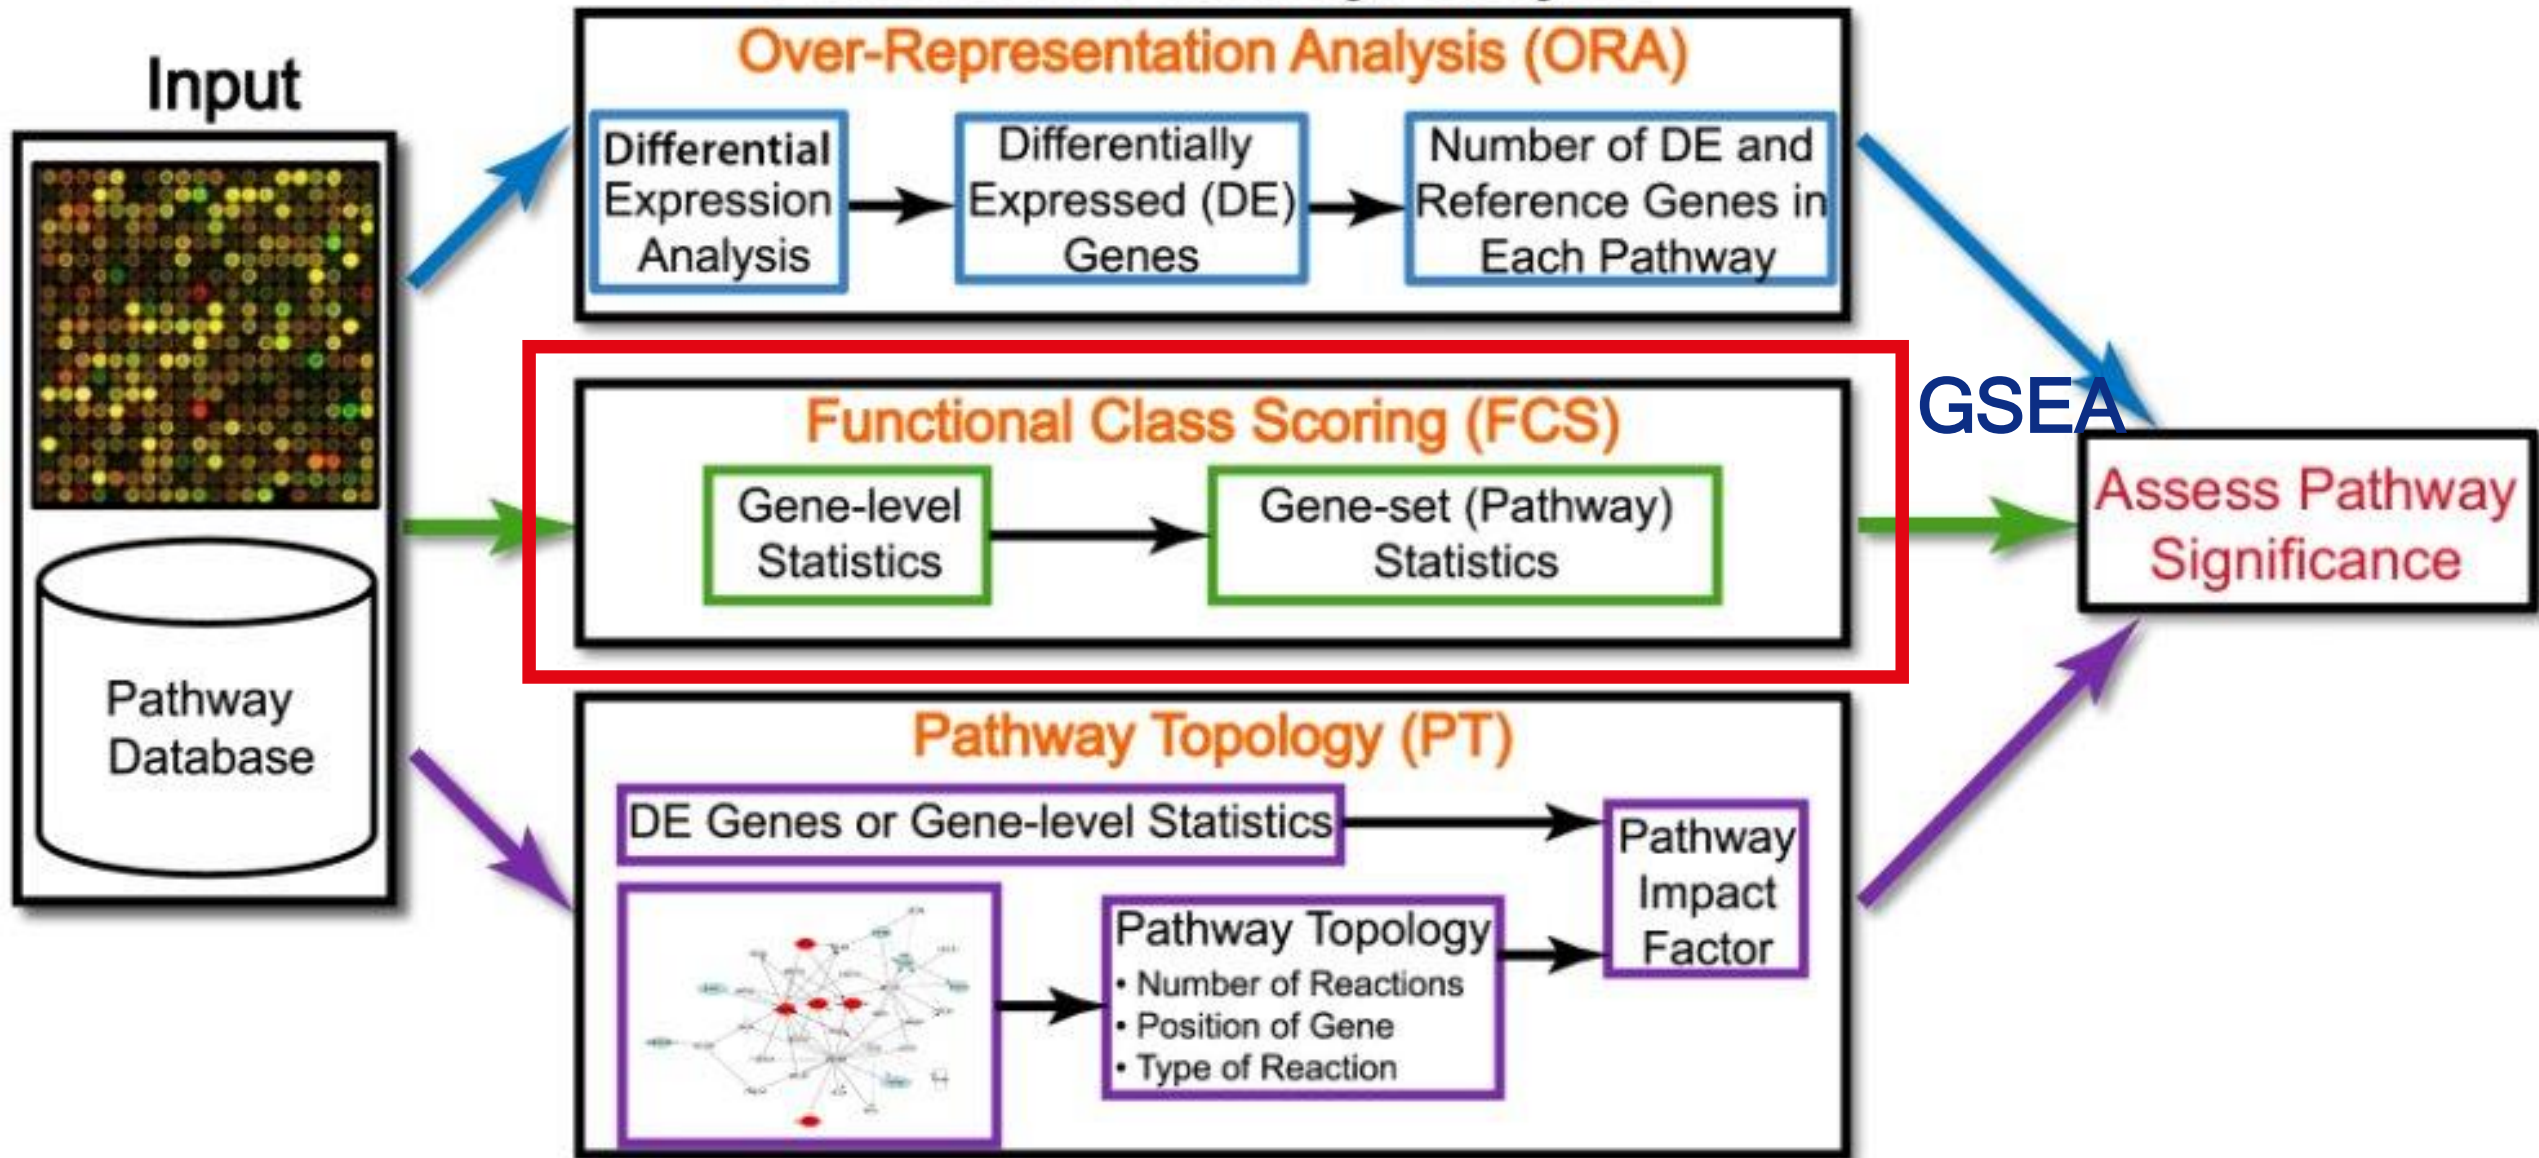 Input
Pathway
Database
Over-Representation Analysis (ORA)
Differential
Expression
Analysis
Differentially
Expressed (DE)
Genes
Number of DE and
Reference Genes in
Each Pathway
Functional Class Scoring (FCS)
Gene-level
Statistics
Gene-set (Pathway)
Statistics
GSEA
Pathway Topology (PT)
DE Genes or Gene-level Statistics
Pathway Topology
• Number of Reactions
• Position of Gene
• Type of Reaction
Pathway
Impact
Factor
Assess Pathway
Significance